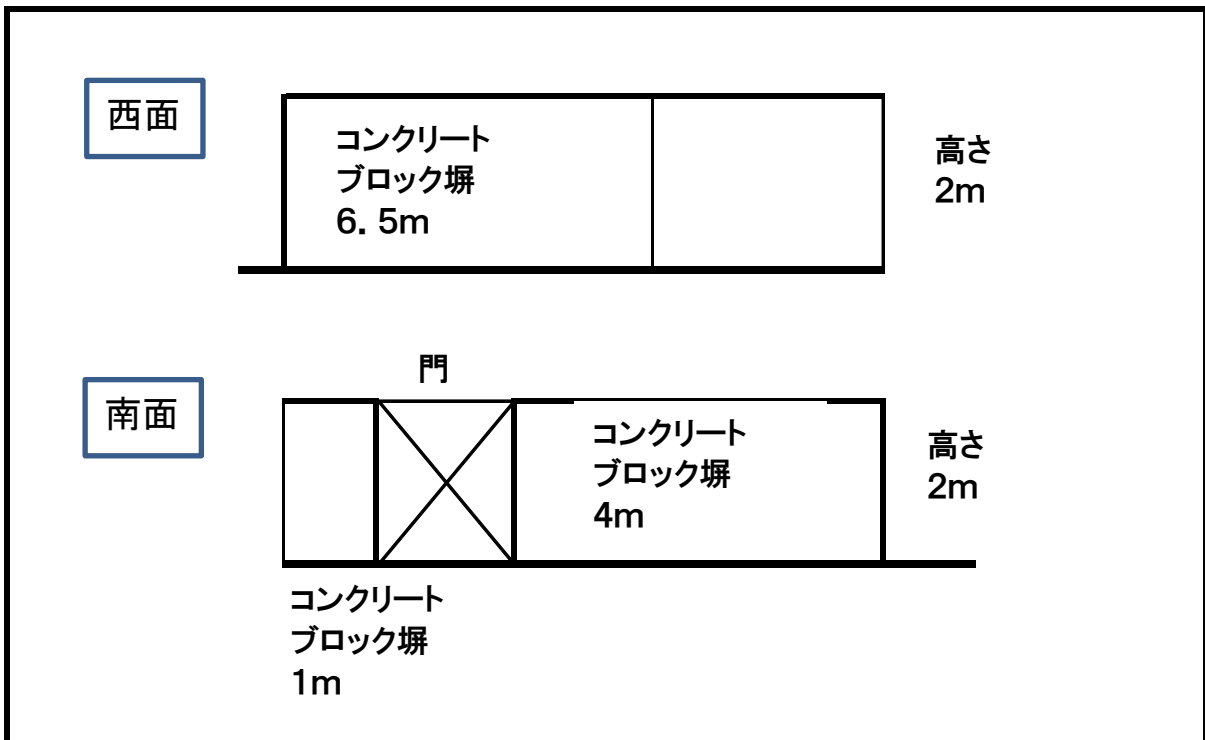 西面
コンクリート
ブロック塀
6．5m
高さ
2m
門
南面
コンクリート
ブロック塀
4m
高さ
2m
コンクリート
ブロック塀
1m